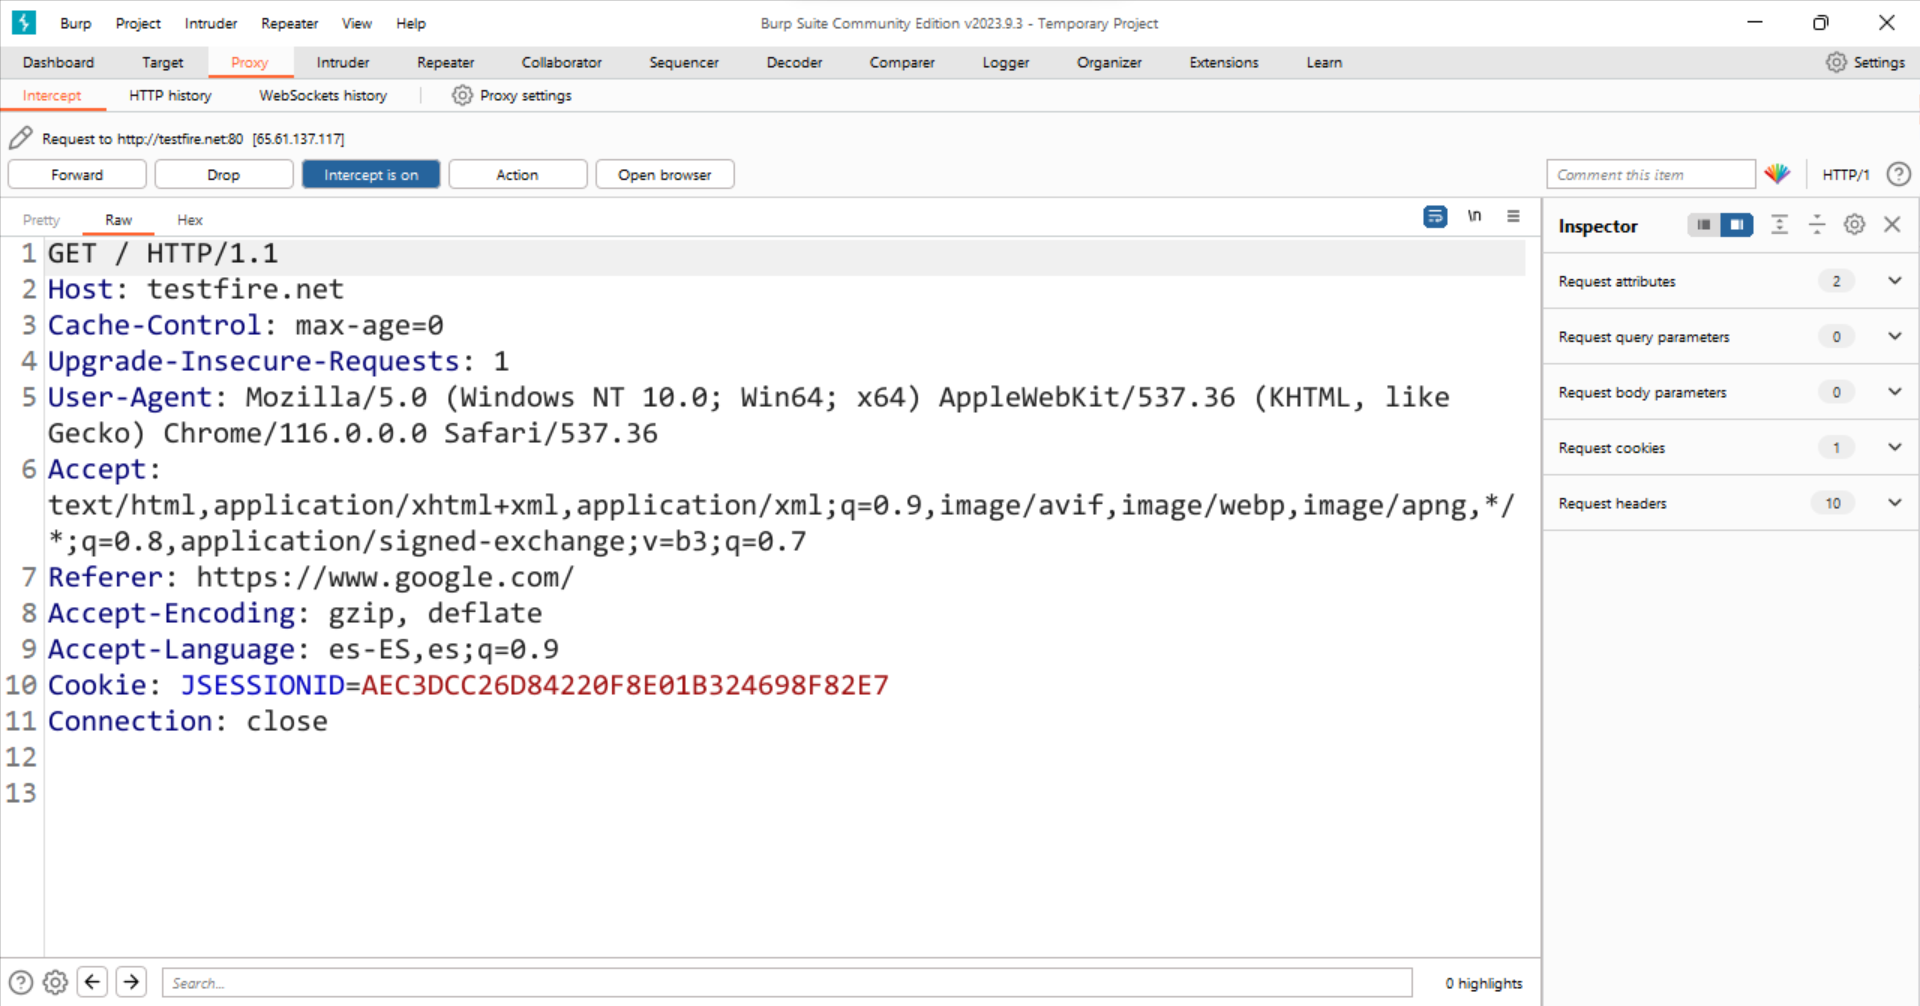 Burp Project Intruder Repeater View Help Burp Suite Community Edition v2023.9.3 - Temporary Project
Dashboard Target Proxy Intruder Repeater Collaborator Sequencer Decoder Comparer Logger Organizer Extensions Learn Settings
Intercept HTTP history WebSockets history Proxy settings
Request to http://testfire.net:80 [65.61.137.117]
Forward Drop Intercept is on Action Open browser Comment this item HTTP/1 ?
Pretty Raw Hex \n
Inspector
1 GET / HTTP/1.1
2 Host: testfire.net
3 Cache-Control: max-age=0
4 Upgrade-Insecure-Requests: 1
5 User-Agent: Mozilla/5.0 (Windows NT 10.0; Win64; x64) AppleWebKit/537.36 (KHTML, like
Gecko) Chrome/116.0.0.0 Safari/537.36
6 Accept:
text/html,application/xhtml+xml,application/xml;q=0.9,image/avif,image/webp,image/apng,*/
*;q=0.8,application/signed-exchange;v=b3;q=0.7
7 Referer: https://www.google.com/
8 Accept-Encoding: gzip, deflate
9 Accept-Language: es-ES,es;q=0.9
10 Cookie: JSESSIONID=AEC3DCC26D84220F8E01B324698F82E7
11 Connection: close
12
13
Request attributes 2
Request query parameters 0
Request body parameters 0
Request cookies 1
Request headers 10
? Search... 0 highlights